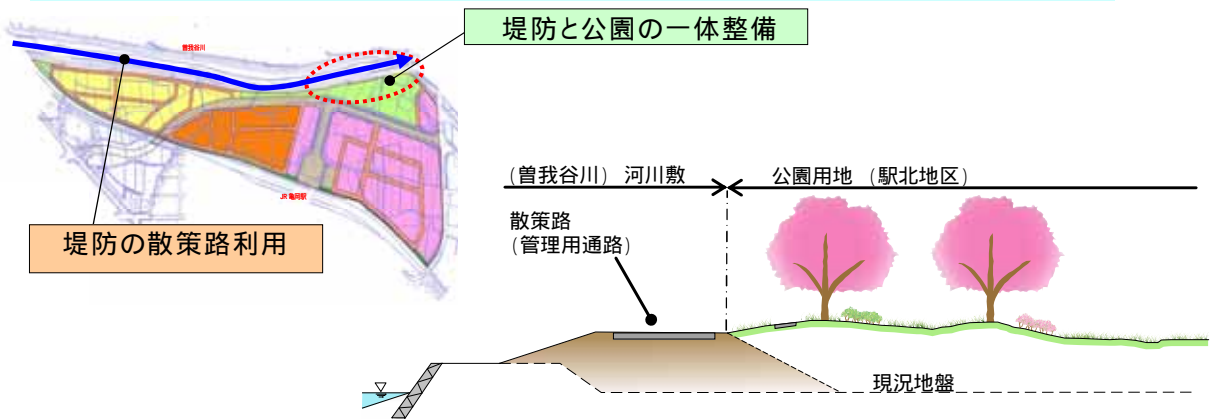 堤防と公園の一体整備
曽我谷川
JR亀岡駅
堤防の散策路利用
(曽我谷川) 河川敷
公園用地 (駅北地区)
散策路
(管理用通路)
現況地盤